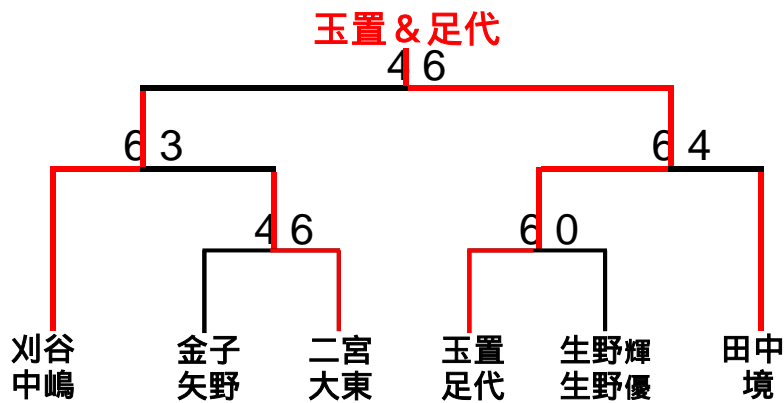 玉置＆足代
4 6
6 3
6 4
4 6
6 0
刈谷
中嶋
金子
矢野
二宮
大東
玉置
足代
生野輝
生野優
田中
境